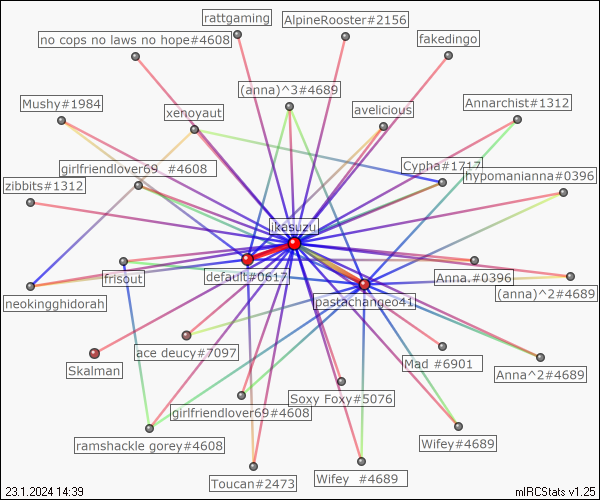 rattgaming
AlpineRooster#2156
no cops no laws no hope#4608
fakedingo
(anna)^3#4689
Mushy#1984
xenoyaut
avelicious
Annarchist#1312
girlfriendlover69   #4608
Cypha#1717
zibbits#1312
hypomanianna#0396
ikasuzu
frisout
default#0617
Anna.#0396
neokingghidorah
pastachangeo41
(anna)^2#4689
ace deucy#7097
Mad #6901
Skalman
Anna^2#4689
Soxy Foxy#5076
girlfriendlover69#4608
ramshackle gorey#4608
Wifey#4689
Toucan#2473
Wifey  #4689
23.1.2024 14:39
mIRCStats v1.25